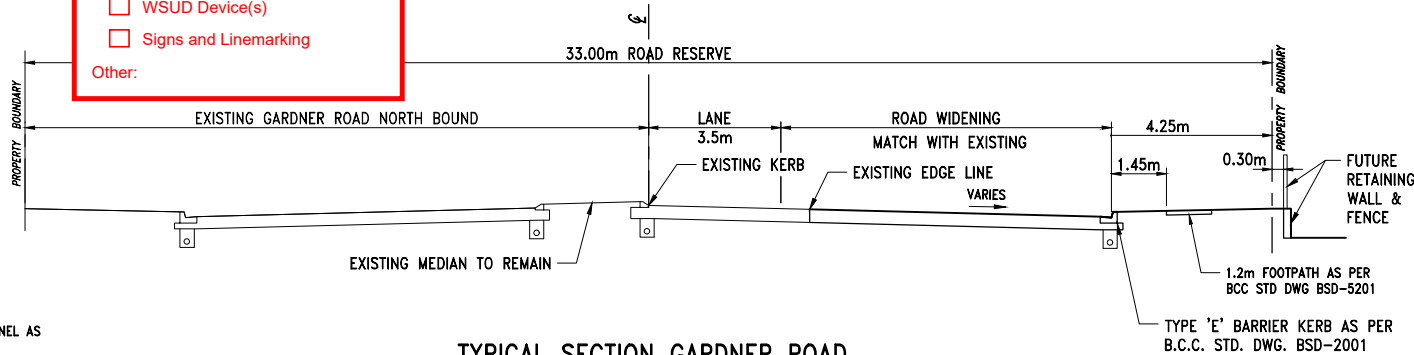 WSUD Device(s)
Signs and Linemarking
Other:
33.00m ROAD RESERVE
PROPERTY BOUNDARY
PROPERTY BOUNDARY
EXISTING GARDNER ROAD NORTH BOUND
LANE
3.5m
ROAD WIDENING
MATCH WITH EXISTING
4.25m
1.45m
0.30m
EXISTING KERB
EXISTING EDGE LINE
VARIES
FUTURE
RETAINING
WALL &
FENCE
EXISTING MEDIAN TO REMAIN
1.2m FOOTPATH AS PER
BCC STD DWG BSD-5201
TYPE 'E' BARRIER KERB AS PER
B.C.C. STD. DWG. BSD-2001
NEL AS
TYPICAL SECTION GARDNER ROAD